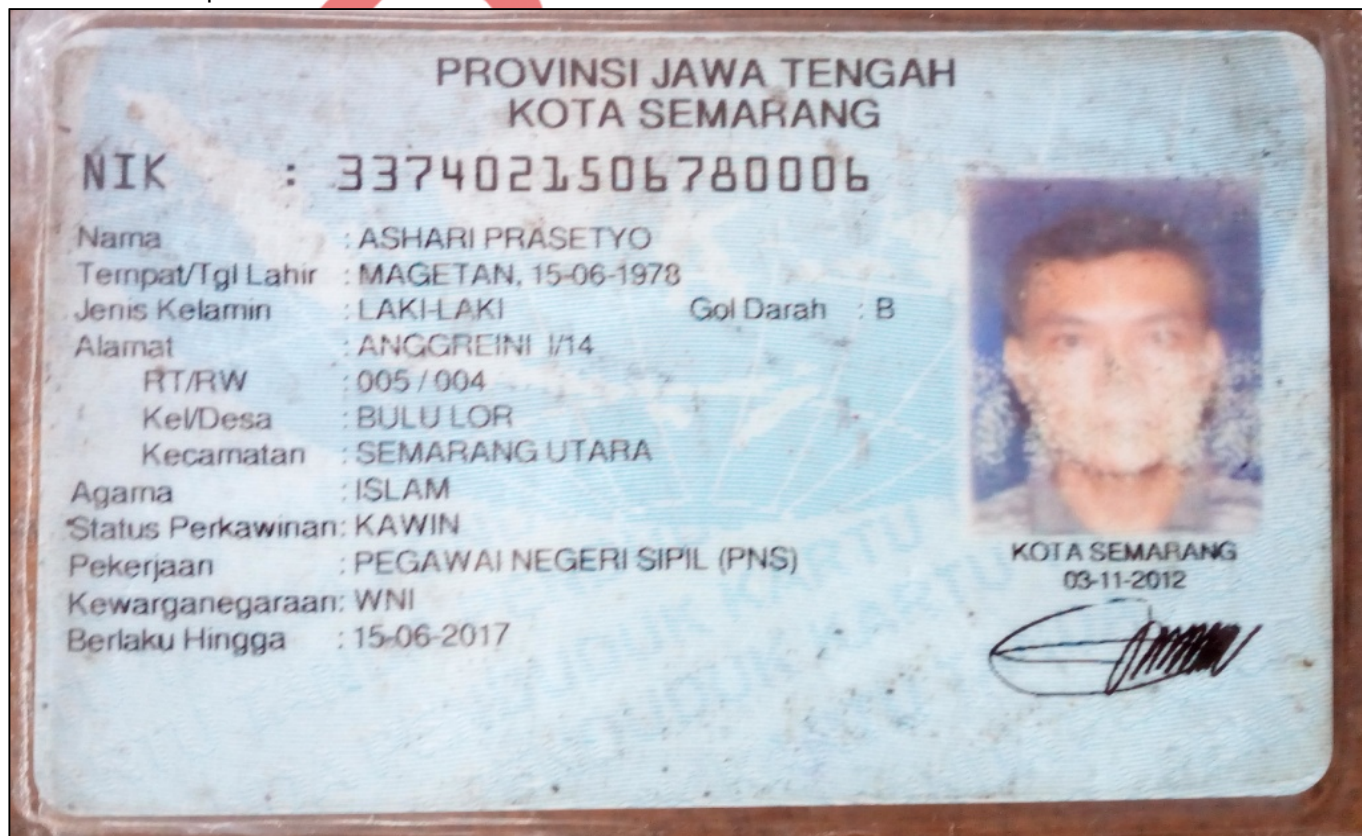 PROVINSI JAWA TENGAH
KOTA SEMARANG
NIK : 3374021506780006
Nama : ASHARI PRASETYO
Tempat/Tgl Lahir : MAGETAN, 15-06-1978
Jenis Kelamin : LAKI-LAKI Gol Darah : B
Alamat : ANGGREINI I/14
RT/RW : 005 / 004
Kel/Desa : BULU LOR
Kecamatan : SEMARANG UTARA
Agama : ISLAM
Status Perkawinan: KAWIN
Pekerjaan : PEGAWAI NEGERI SIPIL (PNS)
Kewarganegaraan: WNI
Berlaku Hingga : 15-06-2017
KOTA SEMARANG
03-11-2012